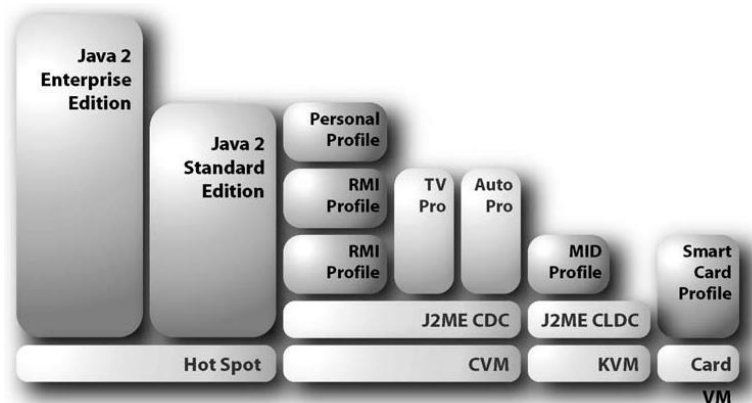 Java 2
Enterprise
Edition
Java 2
Standard
Edition
Personal
Profile
RMI
Profile
RMI
Profile
TV
Pro
Auto
Pro
MID
Profile
Smart
Card
Profile
J2ME CDC
J2ME CLDC
Hot Spot
CVM
KVM
Card
VM